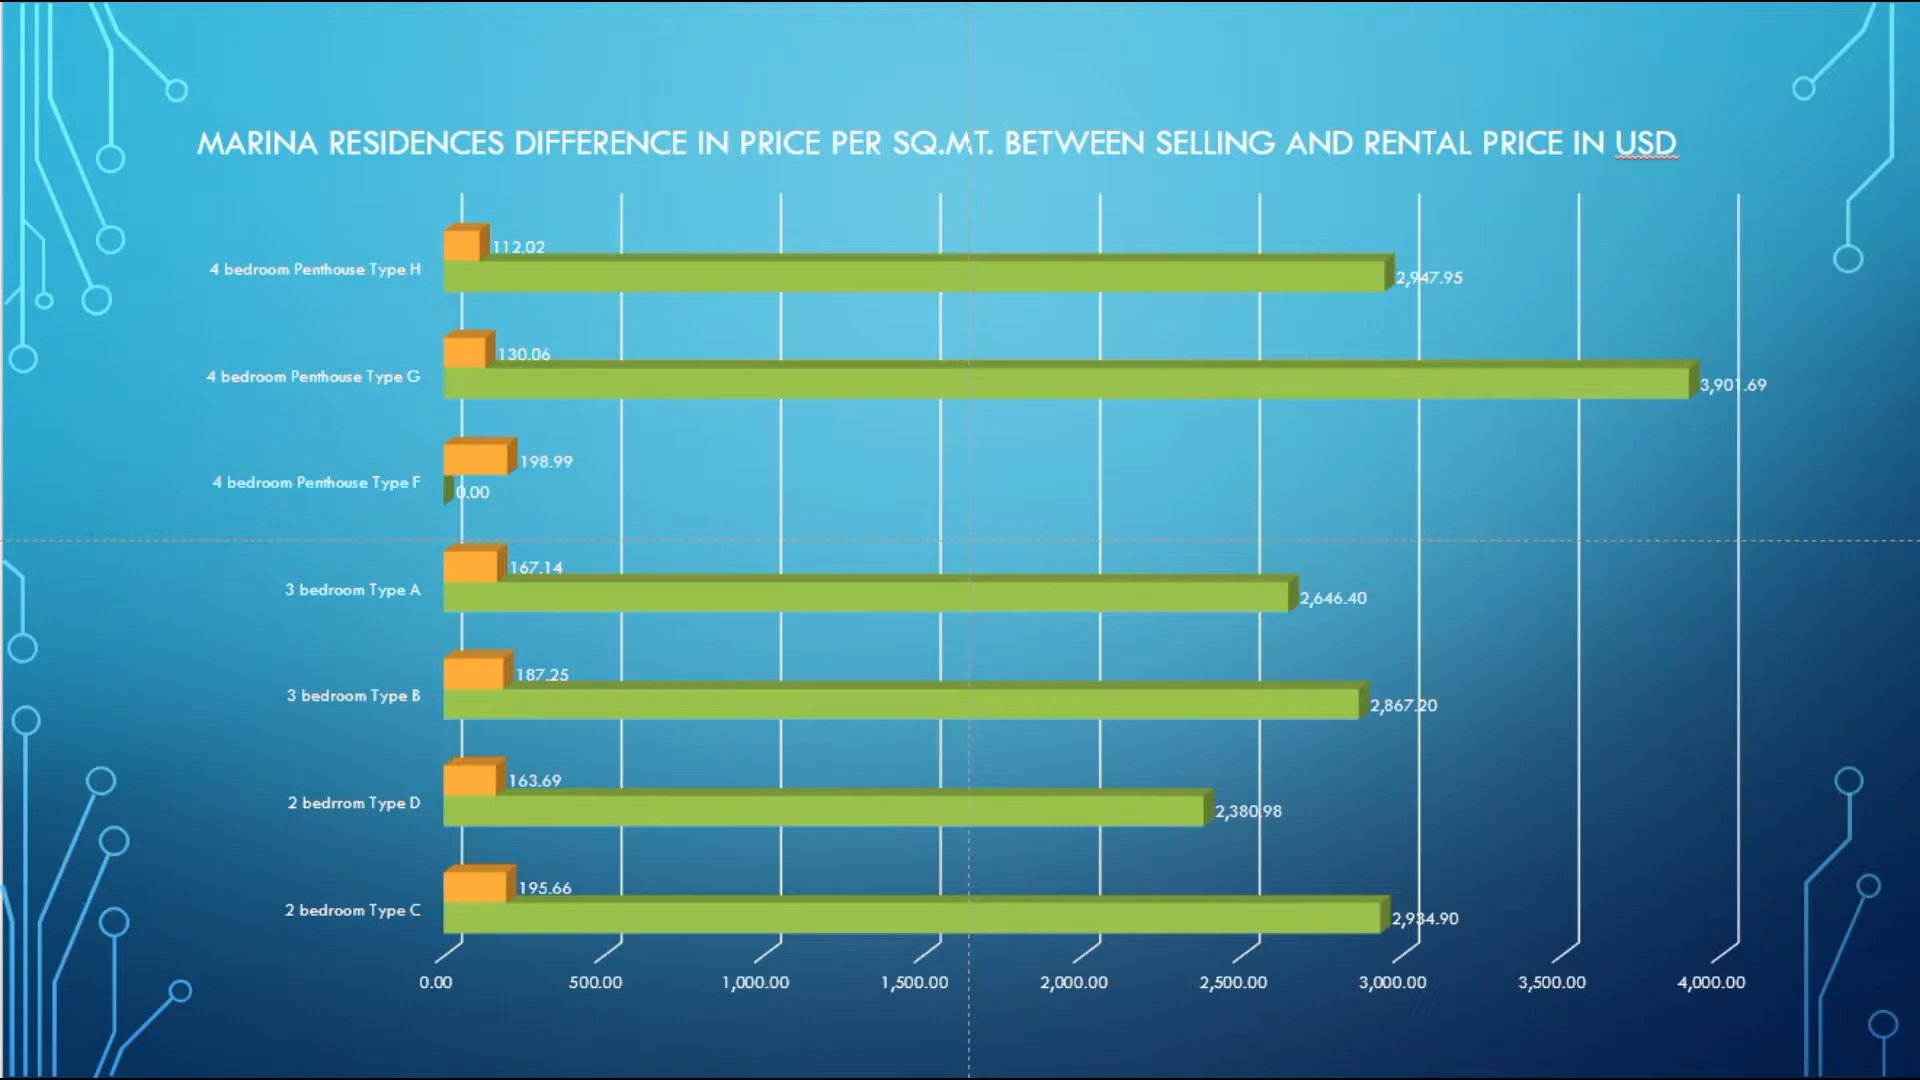 MARINA RESIDENCES DIFFERENCE IN PRICE PER SQ.MT. BETWEEN SELLING AND RENTAL PRICE IN USD
112.02
4 bedroom Penthouse Type H
2,947.95
130.06
4 bedroom Penthouse Type G
3,901.69
198.99
4 bedroom Penthouse Type F
0.00
167.14
3 bedroom Type A
2,646.40
187.25
3 bedroom Type B
2,867.20
163.69
2 bedrrom Type D
2,380.98
195.66
2 bedroom Type C
2,934.90
0.00 500.00 1,000.00 1,500.00 2,000.00 2,500.00 3,000.00 3,500.00 4,000.00